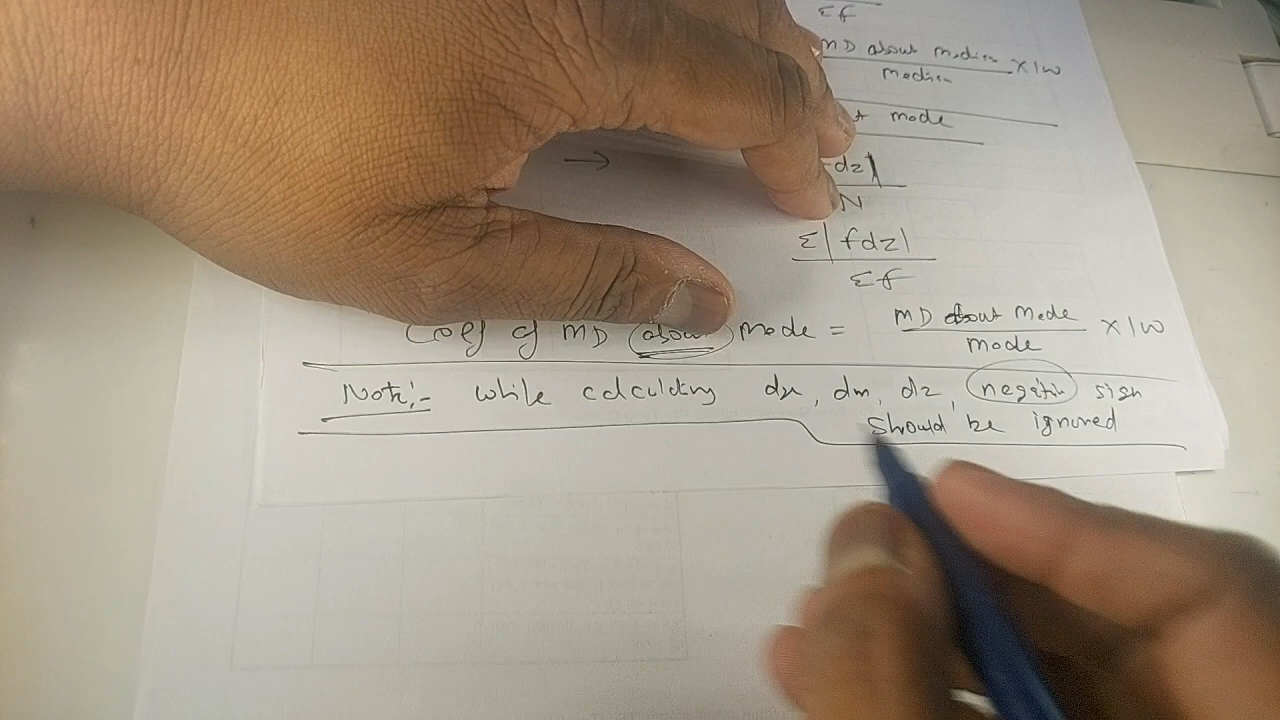 Σf
MD about median × 100
median
mode
→ dz|
N
Σ|fdz|
Σf
Coeff of MD about mode = MD about mode × 100
mode
Note:- while calculating dx, dm, dz, negative sign
should be ignored